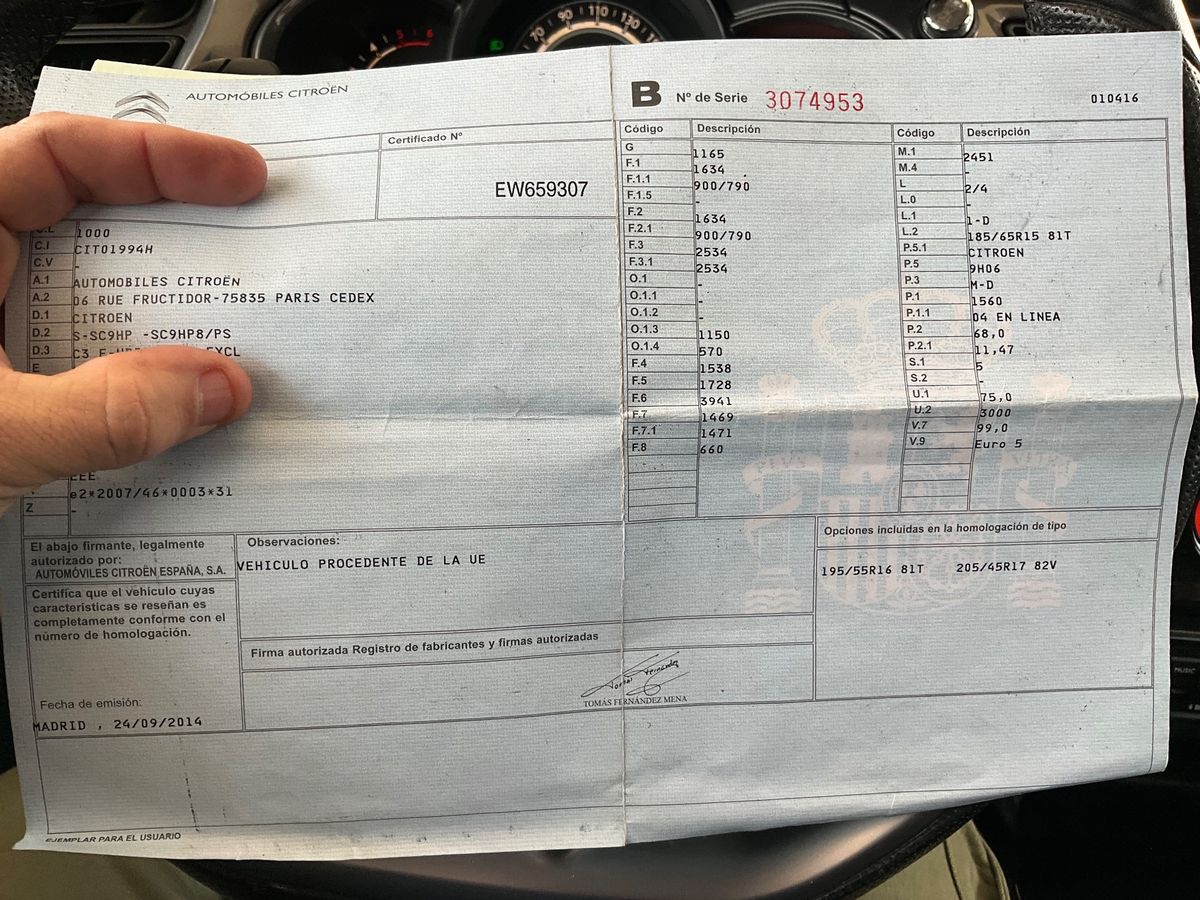 5 6
70 90 110 130
AUTOMÓBILES CITROËN
B Nº de Serie 3074953 010416
Certificado Nº
EW659307
C.L 1000
C.I CIT01994H
C.V -
A.1 AUTOMOBILES CITROËN
A.2 06 RUE FRUCTIDOR-75835 PARIS CEDEX
D.1 CITROEN
D.2 S-SC9HP -SC9HP8/PS
D.3 C3 EXCL
E
EEE
e2*2007/46*0003*31
Z -
Código Descripción
G 1165
F.1 1634
F.1.1 900/790
F.1.5 -
F.2 1634
F.2.1 900/790
F.3 2534
F.3.1 2534
O.1 -
O.1.1 -
O.1.2 -
O.1.3 1150
O.1.4 570
F.4 1538
F.5 1728
F.6 3941
F.7 1469
F.7.1 1471
F.8 660
Código Descripción
M.1 2451
M.4 -
L 2/4
L.0 -
L.1 1-D
L.2 185/65R15 81T
P.5.1 CITROEN
P.5 9H06
P.3 M-D
P.1 1560
P.1.1 04 EN LINEA
P.2 68,0
P.2.1 11,47
S.1 5
S.2 -
U.1 75,0
U.2 3000
V.7 99,0
V.9 Euro 5
El abajo firmante, legalmente
autorizado por:
AUTOMÓVILES CITROËN ESPAÑA, S.A.
Certifica que el vehículo cuyas
características se reseñan es
completamente conforme con el
número de homologación.
Fecha de emisión:
MADRID , 24/09/2014
Observaciones:
VEHICULO PROCEDENTE DE LA UE
Firma autorizada Registro de fabricantes y firmas autorizadas
TOMÁS FERNÁNDEZ MENA
Opciones incluidas en la homologación de tipo
195/55R16 81T 205/45R17 82V
EJEMPLAR PARA EL USUARIO
MUSIC